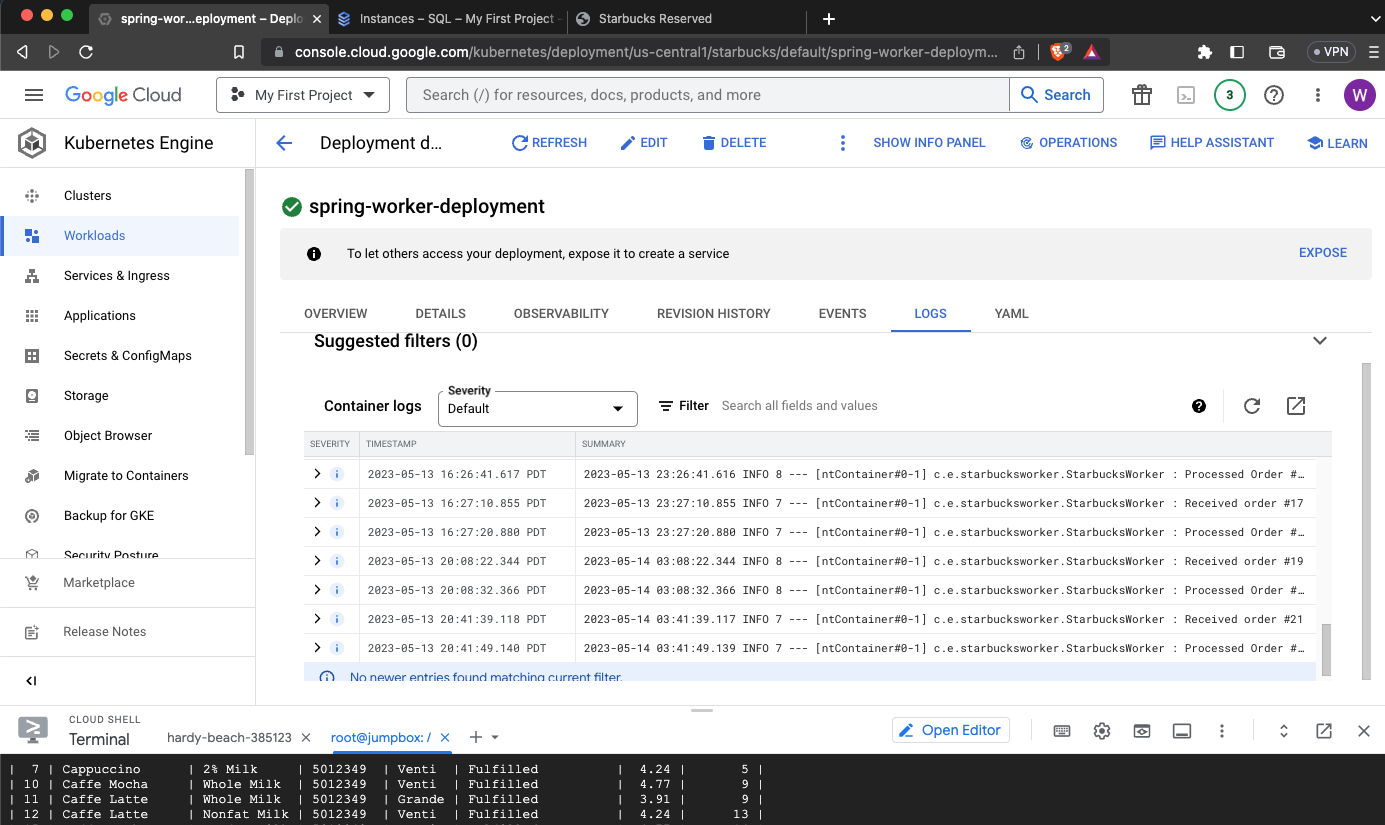 spring-wor...eployment – Deplo
Instances – SQL – My First Project –
Starbucks Reserved
console.cloud.google.com/kubernetes/deployment/us-central1/starbucks/default/spring-worker-deploym...
2
VPN
Google Cloud
My First Project
Search (/) for resources, docs, products, and more
Search
3
W
Kubernetes Engine
Deployment d...
REFRESH
EDIT
DELETE
SHOW INFO PANEL
OPERATIONS
HELP ASSISTANT
LEARN
Clusters
Workloads
Services & Ingress
Applications
Secrets & ConfigMaps
Storage
Object Browser
Migrate to Containers
Backup for GKE
Security Posture
Marketplace
Release Notes
spring-worker-deployment
To let others access your deployment, expose it to create a service
EXPOSE
OVERVIEW DETAILS OBSERVABILITY REVISION HISTORY EVENTS LOGS YAML
Suggested filters (0)
Container logs
Severity
Default
Filter
Search all fields and values
SEVERITY TIMESTAMP SUMMARY
2023-05-13 16:26:41.617 PDT 2023-05-13 23:26:41.616 INFO 8 --- [ntContainer#0-1] c.e.starbucksworker.StarbucksWorker : Processed Order #…
2023-05-13 16:27:10.855 PDT 2023-05-13 23:27:10.855 INFO 7 --- [ntContainer#0-1] c.e.starbucksworker.StarbucksWorker : Received order #17
2023-05-13 16:27:20.880 PDT 2023-05-13 23:27:20.880 INFO 7 --- [ntContainer#0-1] c.e.starbucksworker.StarbucksWorker : Processed Order #…
2023-05-13 20:08:22.344 PDT 2023-05-14 03:08:22.344 INFO 8 --- [ntContainer#0-1] c.e.starbucksworker.StarbucksWorker : Received order #19
2023-05-13 20:08:32.366 PDT 2023-05-14 03:08:32.366 INFO 8 --- [ntContainer#0-1] c.e.starbucksworker.StarbucksWorker : Processed Order #…
2023-05-13 20:41:39.118 PDT 2023-05-14 03:41:39.117 INFO 7 --- [ntContainer#0-1] c.e.starbucksworker.StarbucksWorker : Received order #21
2023-05-13 20:41:49.140 PDT 2023-05-14 03:41:49.139 INFO 7 --- [ntContainer#0-1] c.e.starbucksworker.StarbucksWorker : Processed Order #…
No newer entries found matching current filter.
CLOUD SHELL
Terminal
hardy-beach-385123
root@jumpbox: /
Open Editor
| 7 | Cappuccino | 2% Milk | 5012349 | Venti | Fulfilled | 4.24 | 5 |
| 10 | Caffe Mocha | Whole Milk | 5012349 | Venti | Fulfilled | 4.77 | 9 |
| 11 | Caffe Latte | Whole Milk | 5012349 | Grande | Fulfilled | 3.91 | 9 |
| 12 | Caffe Latte | Nonfat Milk | 5012349 | Venti | Fulfilled | 4.24 | 13 |